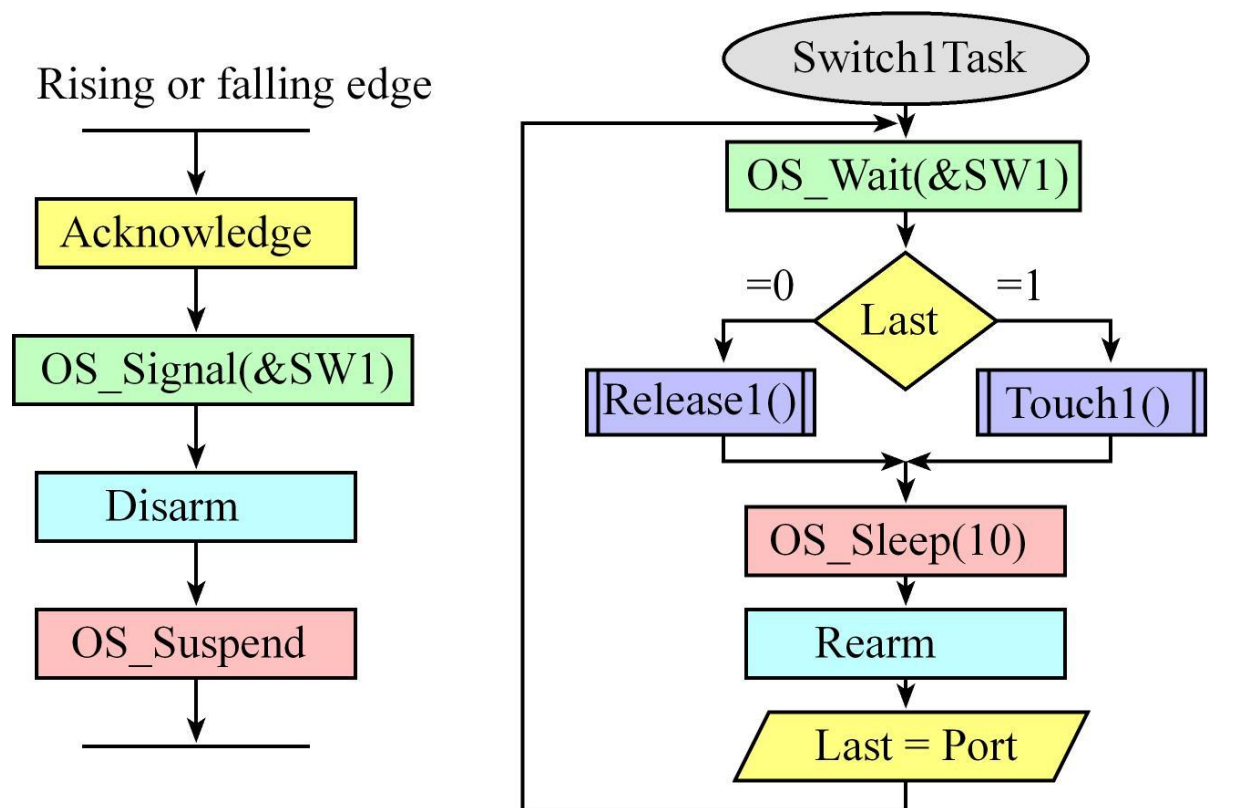 Rising or falling edge
Acknowledge
OS_Signal(&SW1)
Disarm
OS_Suspend
Switch1Task
OS_Wait(&SW1)
=0
=1
Last
Release1()
Touch1()
OS_Sleep(10)
Rearm
Last = Port